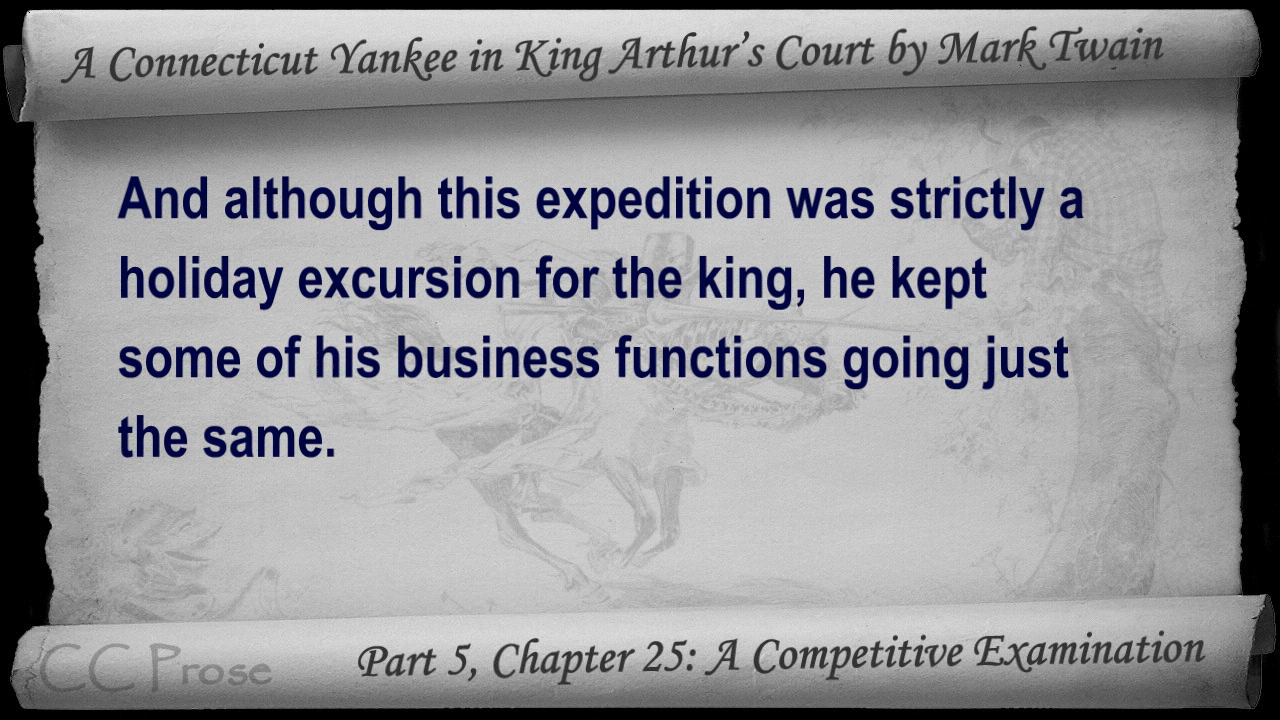 A Connecticut Yankee in King Arthur's Court by Mark Twain
And although this expedition was strictly a
holiday excursion for the king, he kept
some of his business functions going just
the same.
CC Prose
Part 5, Chapter 25: A Competitive Examination